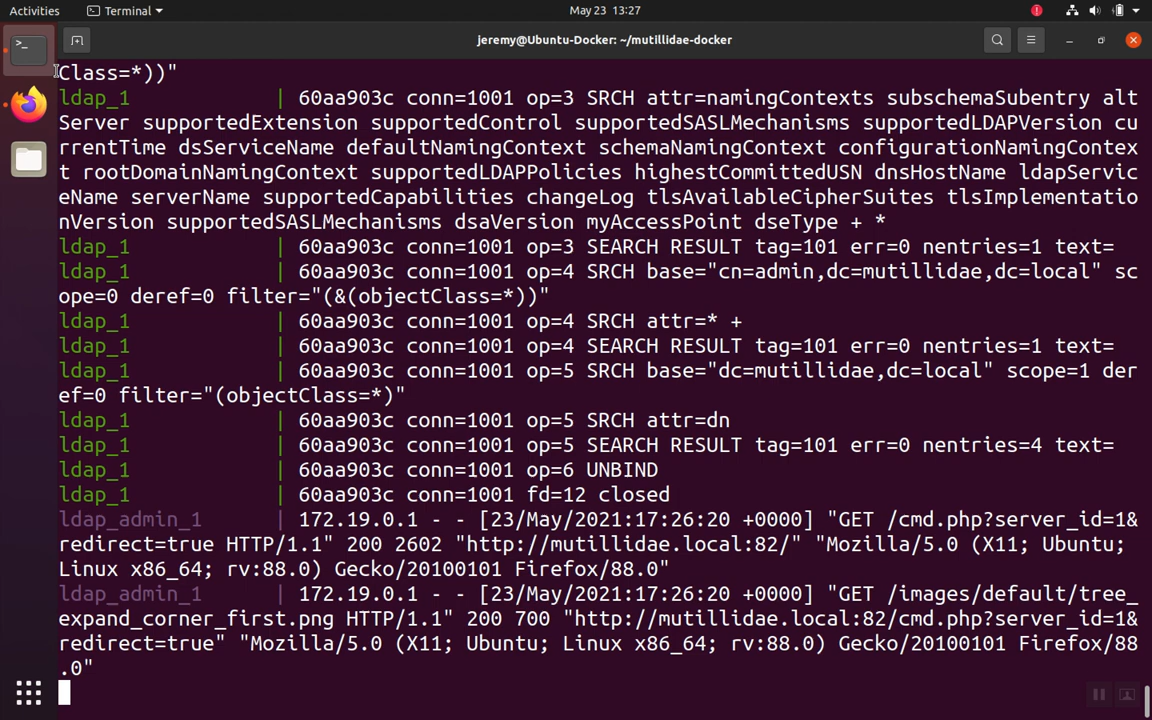 Activities Terminal May 23 13:27
jeremy@Ubuntu-Docker: ~/mutillidae-docker
Class=*))"
ldap_1 | 60aa903c conn=1001 op=3 SRCH attr=namingContexts subschemaSubentry alt
Server supportedExtension supportedControl supportedSASLMechanisms supportedLDAPVersion cu
rrentTime dsServiceName defaultNamingContext schemaNamingContext configurationNamingContex
t rootDomainNamingContext supportedLDAPPolicies highestCommittedUSN dnsHostName ldapServic
eName serverName supportedCapabilities changeLog tlsAvailableCipherSuites tlsImplementatio
nVersion supportedSASLMechanisms dsaVersion myAccessPoint dseType + *
ldap_1 | 60aa903c conn=1001 op=3 SEARCH RESULT tag=101 err=0 nentries=1 text=
ldap_1 | 60aa903c conn=1001 op=4 SRCH base="cn=admin,dc=mutillidae,dc=local" sc
ope=0 deref=0 filter="(&(objectClass=*))"
ldap_1 | 60aa903c conn=1001 op=4 SRCH attr=* +
ldap_1 | 60aa903c conn=1001 op=4 SEARCH RESULT tag=101 err=0 nentries=1 text=
ldap_1 | 60aa903c conn=1001 op=5 SRCH base="dc=mutillidae,dc=local" scope=1 der
ef=0 filter="(objectClass=*)"
ldap_1 | 60aa903c conn=1001 op=5 SRCH attr=dn
ldap_1 | 60aa903c conn=1001 op=5 SEARCH RESULT tag=101 err=0 nentries=4 text=
ldap_1 | 60aa903c conn=1001 op=6 UNBIND
ldap_1 | 60aa903c conn=1001 fd=12 closed
ldap_admin_1 | 172.19.0.1 - - [23/May/2021:17:26:20 +0000] "GET /cmd.php?server_id=1&
redirect=true HTTP/1.1" 200 2602 "http://mutillidae.local:82/" "Mozilla/5.0 (X11; Ubuntu;
Linux x86_64; rv:88.0) Gecko/20100101 Firefox/88.0"
ldap_admin_1 | 172.19.0.1 - - [23/May/2021:17:26:20 +0000] "GET /images/default/tree_
expand_corner_first.png HTTP/1.1" 200 700 "http://mutillidae.local:82/cmd.php?server_id=1&
redirect=true" "Mozilla/5.0 (X11; Ubuntu; Linux x86_64; rv:88.0) Gecko/20100101 Firefox/88
.0"